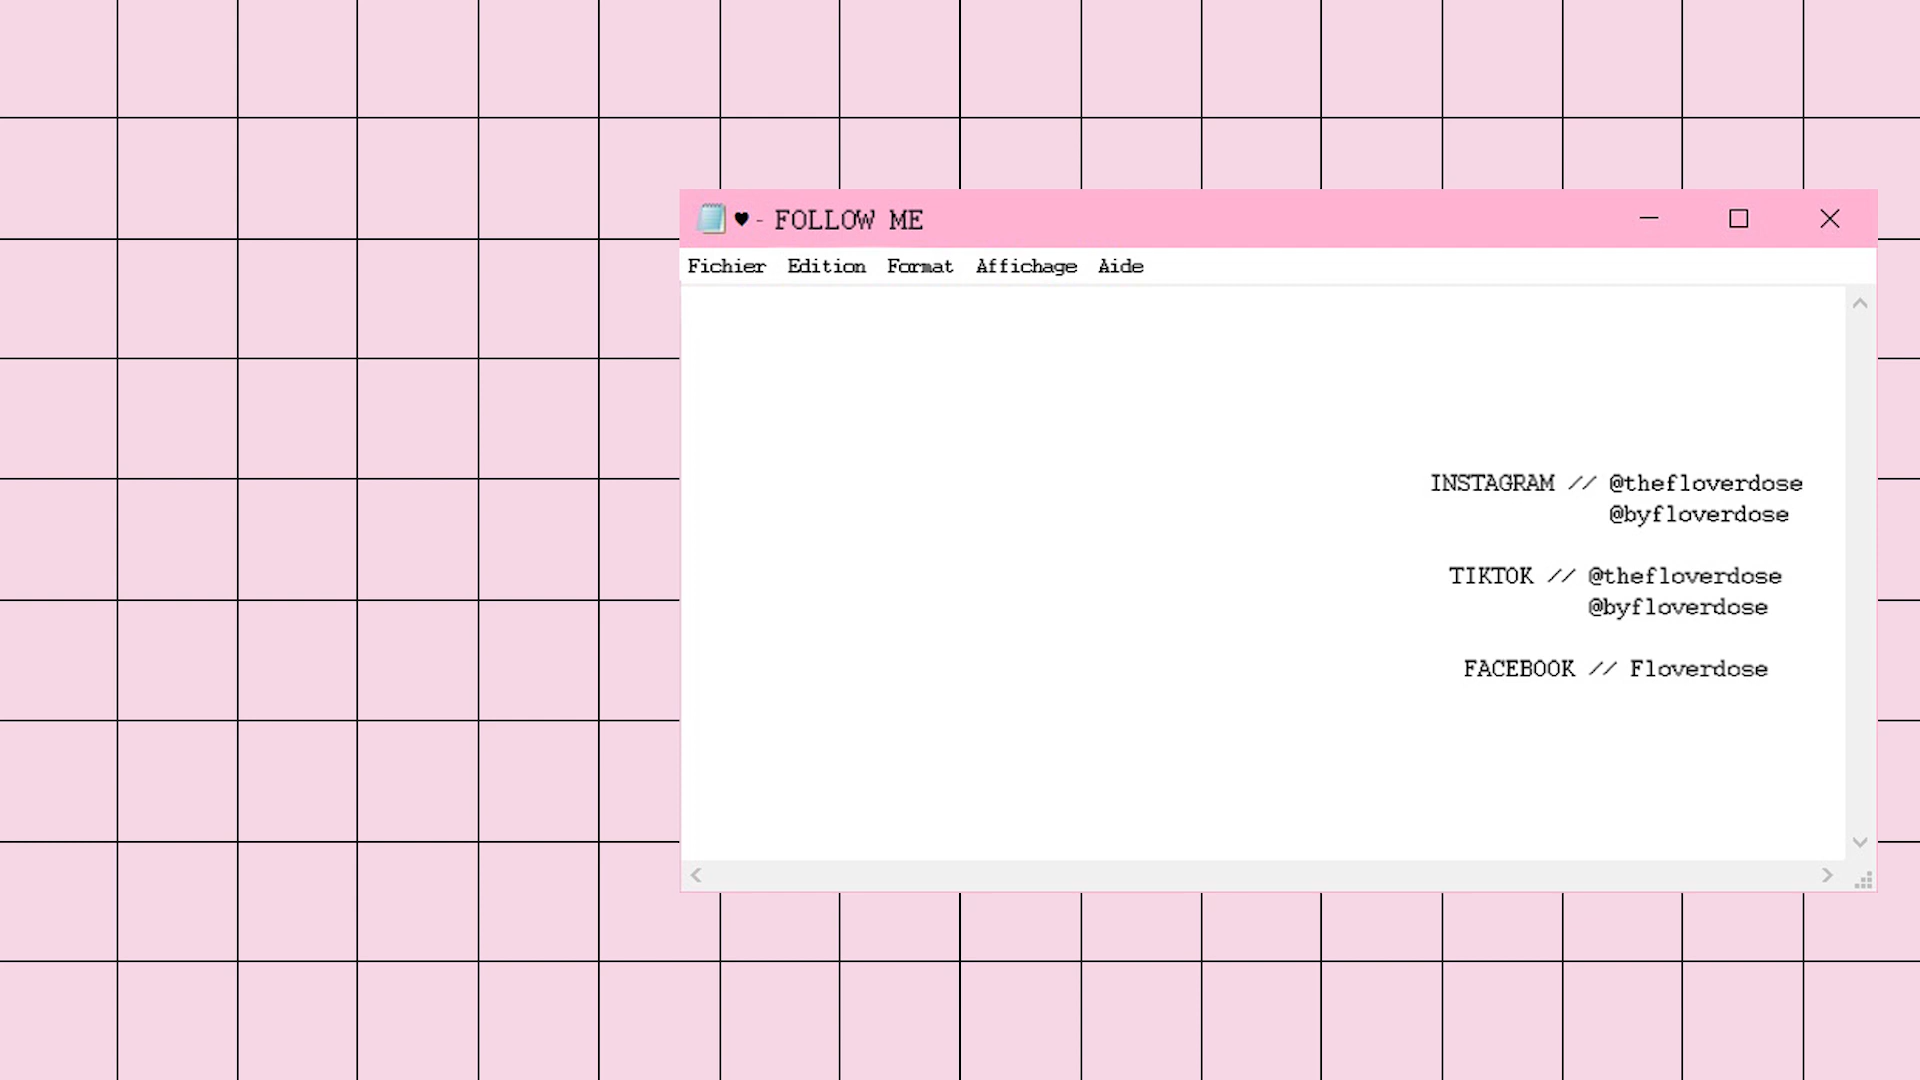 ♥ - FOLLOW ME
Fichier Edition Format Affichage Aide
INSTAGRAM // @thefloverdose
@byfloverdose
TIKTOK // @thefloverdose
@byfloverdose
FACEBOOK // Floverdose